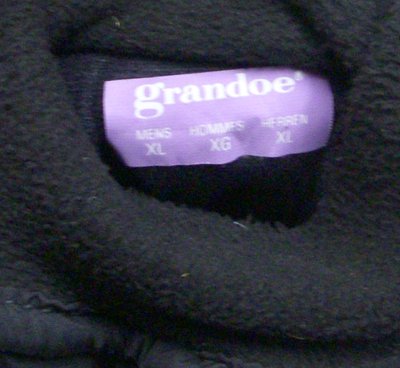 grandoe®
MENS HOMMES HERREN
XL XG XL